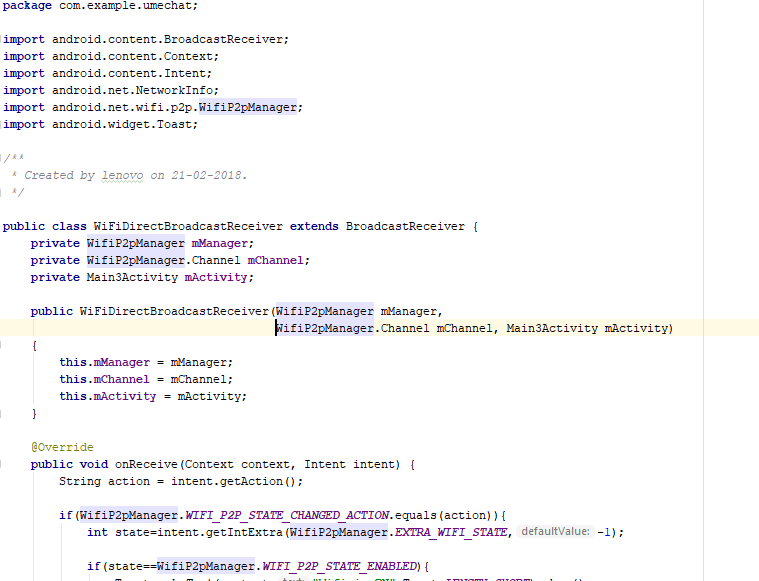 package com.example.umechat;
import android.content.BroadcastReceiver;
import android.content.Context;
import android.content.Intent;
import android.net.NetworkInfo;
import android.net.wifi.p2p.WifiP2pManager;
import android.widget.Toast;
/**
* Created by lenovo on 21-02-2018.
*/
public class WiFiDirectBroadcastReceiver extends BroadcastReceiver {
private WifiP2pManager mManager;
private WifiP2pManager.Channel mChannel;
private Main3Activity mActivity;
public WiFiDirectBroadcastReceiver(WifiP2pManager mManager,
WifiP2pManager.Channel mChannel, Main3Activity mActivity)
{
this.mManager = mManager;
this.mChannel = mChannel;
this.mActivity = mActivity;
}
@Override
public void onReceive(Context context, Intent intent) {
String action = intent.getAction();
if(WifiP2pManager.WIFI_P2P_STATE_CHANGED_ACTION.equals(action)){
int state=intent.getIntExtra(WifiP2pManager.EXTRA_WIFI_STATE, defaultValue: -1);
if(state==WifiP2pManager.WIFI_P2P_STATE_ENABLED){